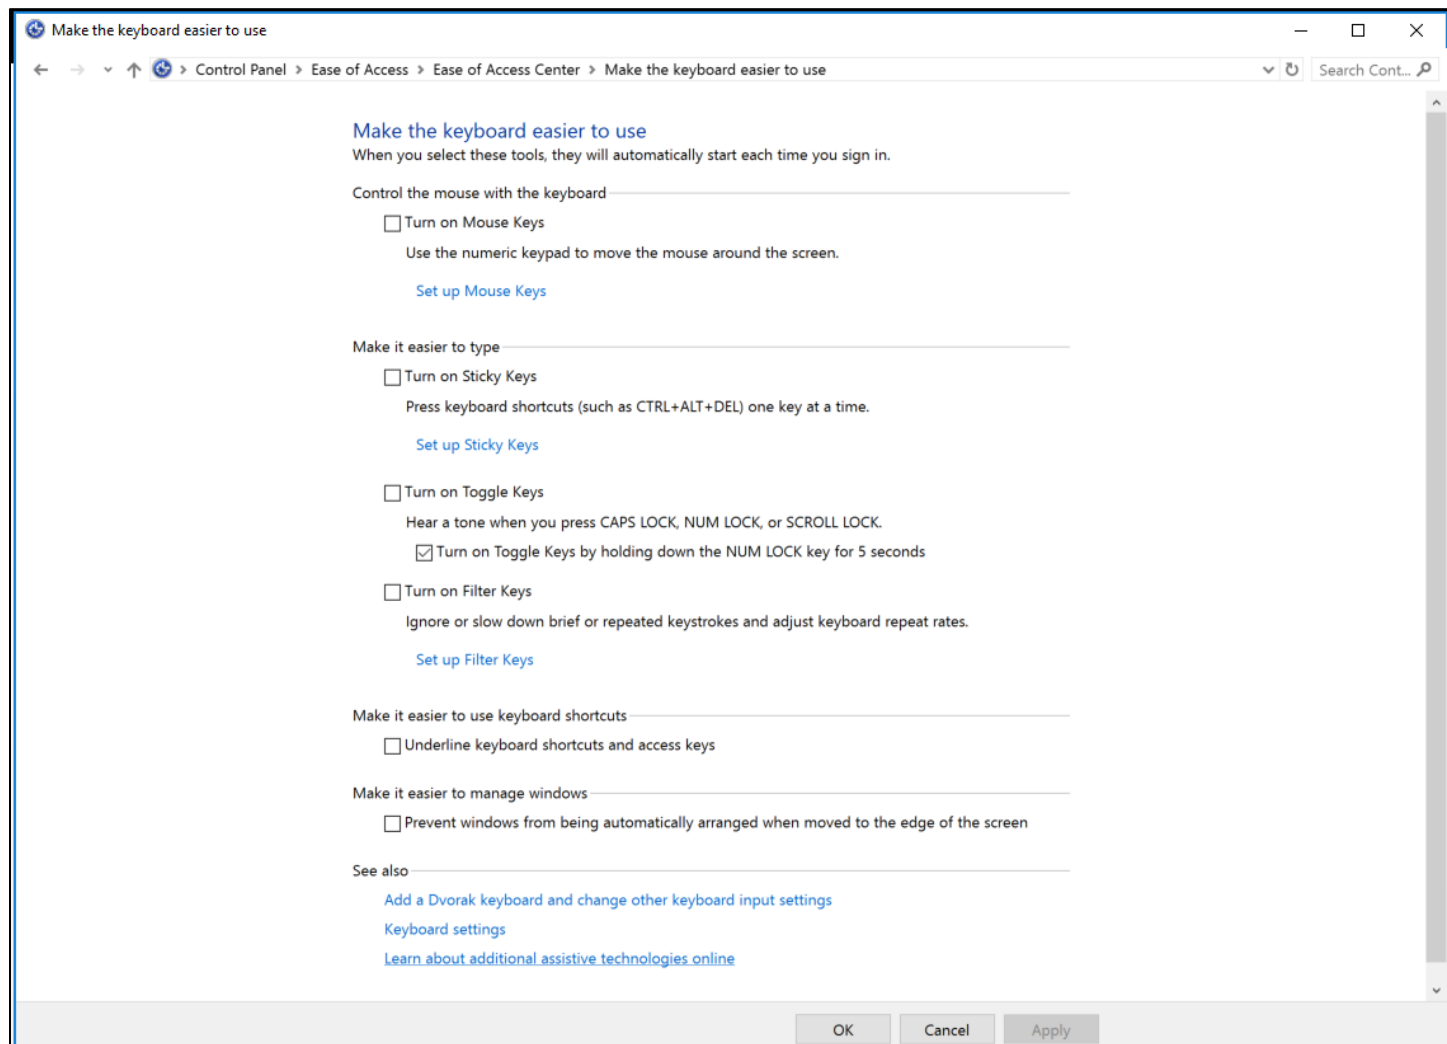 Make the keyboard easier to use
Control Panel > Ease of Access > Ease of Access Center > Make the keyboard easier to use
Search Cont...
Make the keyboard easier to use
When you select these tools, they will automatically start each time you sign in.
Control the mouse with the keyboard
Turn on Mouse Keys
Use the numeric keypad to move the mouse around the screen.
Set up Mouse Keys
Make it easier to type
Turn on Sticky Keys
Press keyboard shortcuts (such as CTRL+ALT+DEL) one key at a time.
Set up Sticky Keys
Turn on Toggle Keys
Hear a tone when you press CAPS LOCK, NUM LOCK, or SCROLL LOCK.
Turn on Toggle Keys by holding down the NUM LOCK key for 5 seconds
Turn on Filter Keys
Ignore or slow down brief or repeated keystrokes and adjust keyboard repeat rates.
Set up Filter Keys
Make it easier to use keyboard shortcuts
Underline keyboard shortcuts and access keys
Make it easier to manage windows
Prevent windows from being automatically arranged when moved to the edge of the screen
See also
Add a Dvorak keyboard and change other keyboard input settings
Keyboard settings
Learn about additional assistive technologies online
OK Cancel Apply